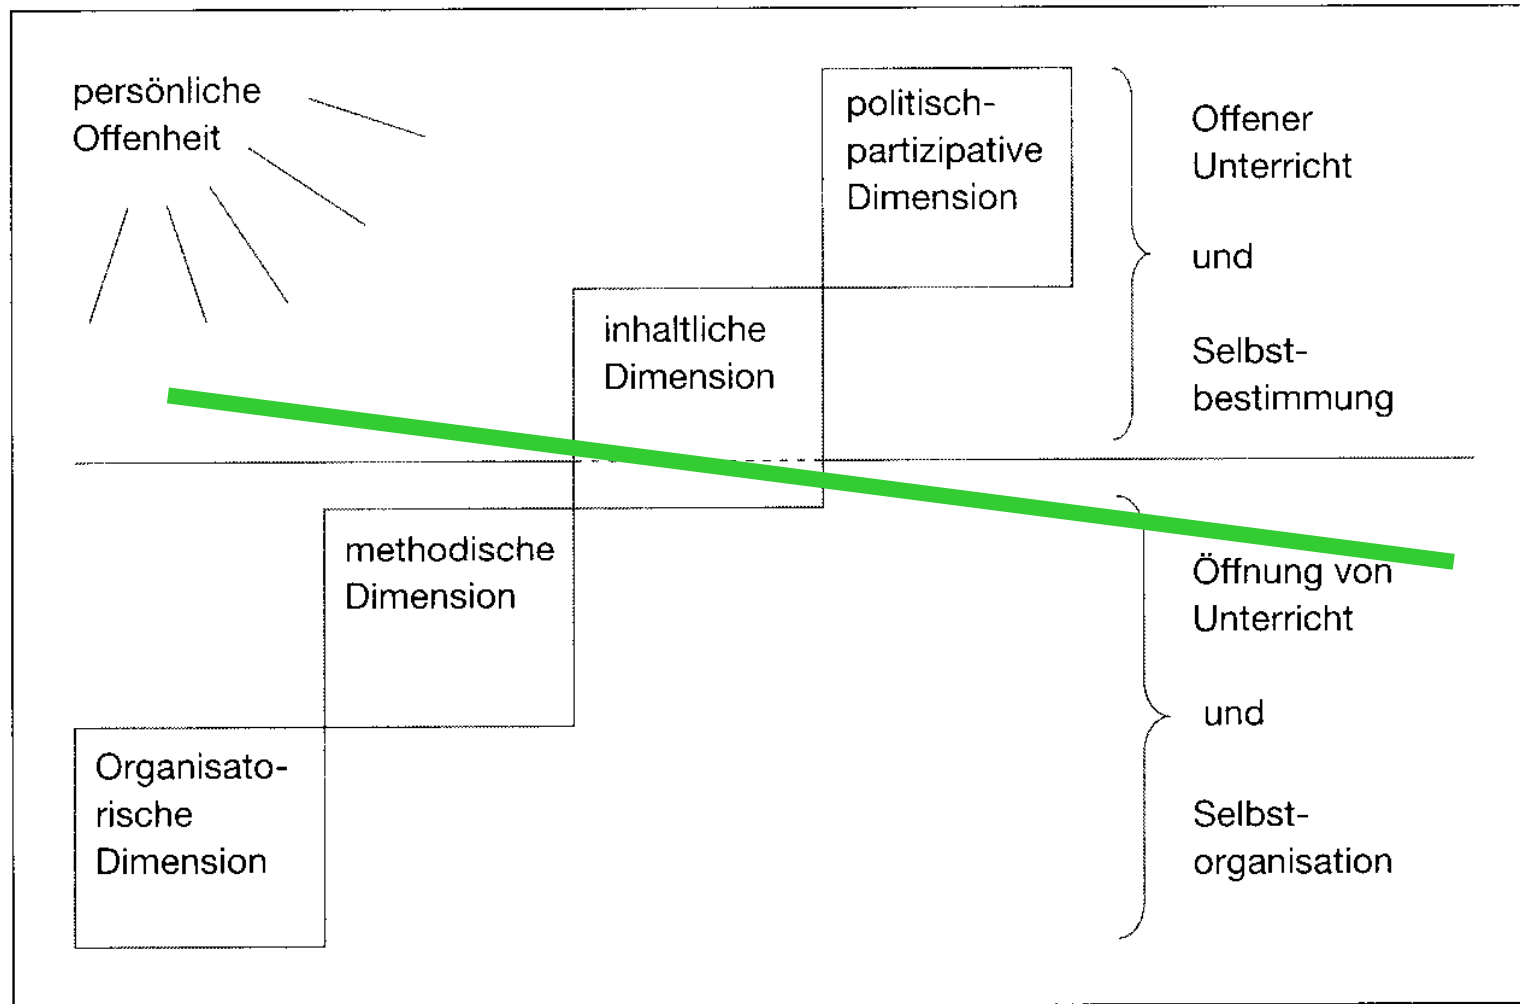 persönliche
Offenheit
politisch-
partizipative
Dimension
Offener
Unterricht
und
Selbst-
bestimmung
inhaltliche
Dimension
methodische
Dimension
Öffnung von
Unterricht
und
Selbst-
organisation
Organisato-
rische
Dimension